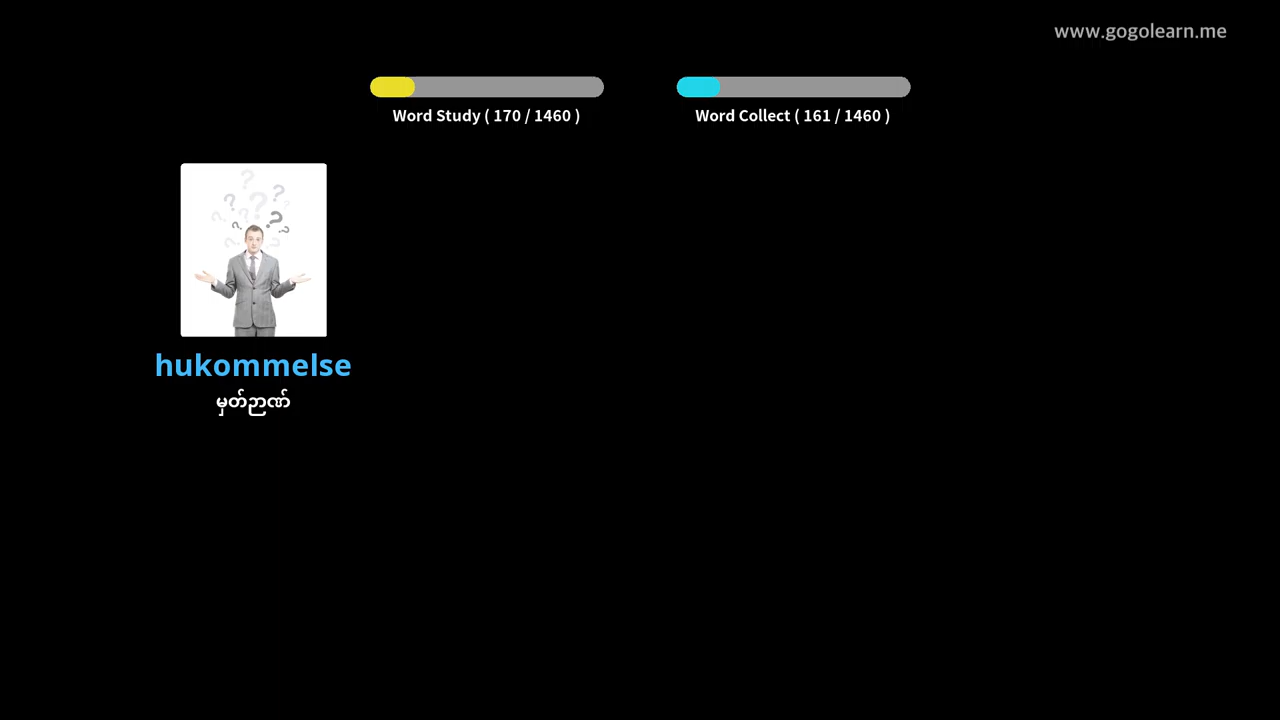 www.gogolearn.me
Word Study ( 170 / 1460 )
Word Collect ( 161 / 1460 )
hukommelse
မှတ်ဉာဏ်